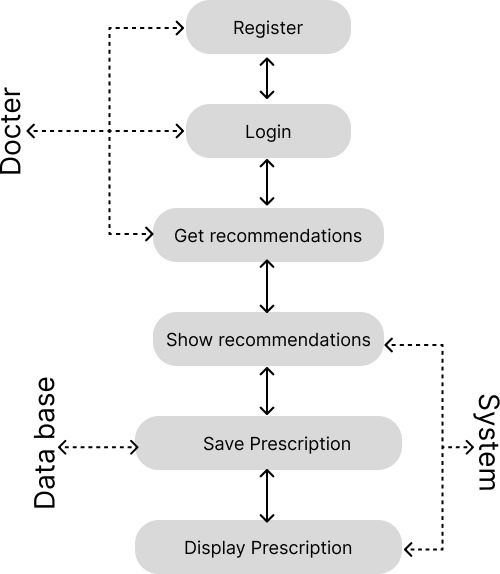 Register
Docter
Login
Get recommendations
Show recommendations
Data base
Save Prescription
System
Display Prescription